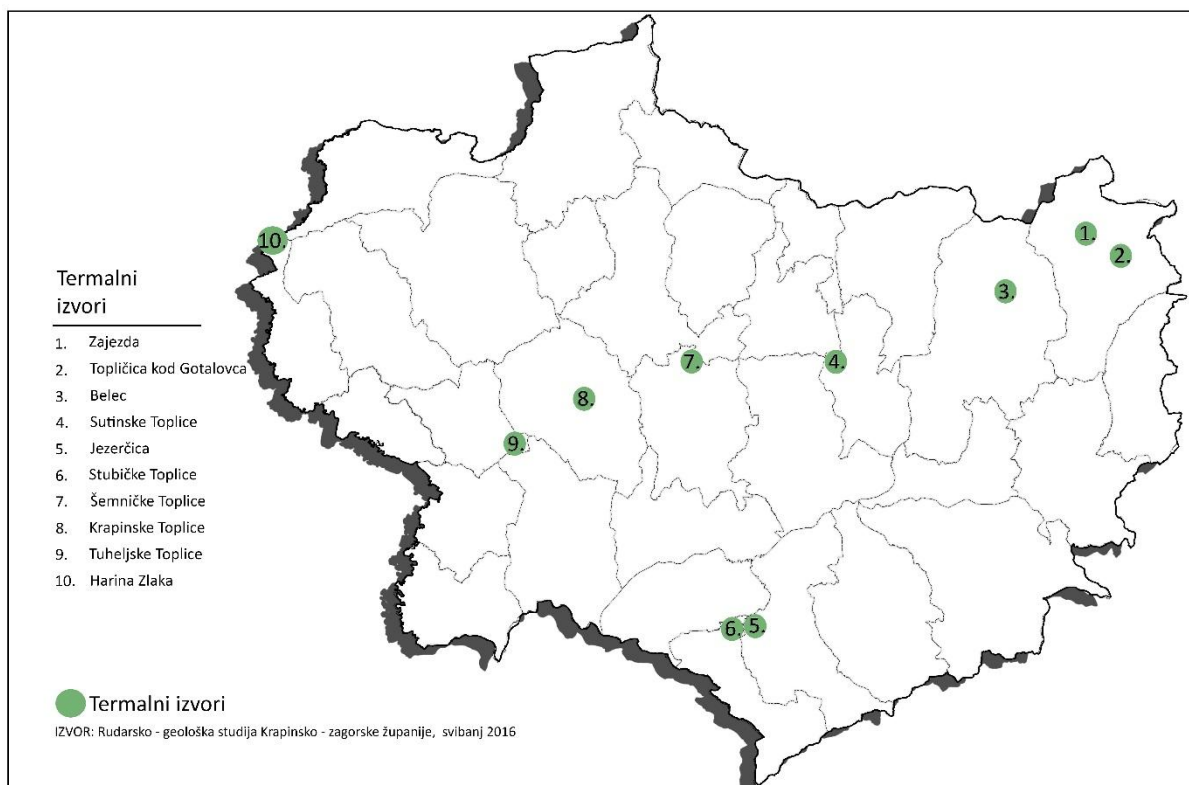 Termalni
izvori
1. Zajezda
2. Topličica kod Gotalovca
3. Belec
4. Sutinske Toplice
5. Jezerčica
6. Stubičke Toplice
7. Šemničke Toplice
8. Krapinske Toplice
9. Tuheljske Toplice
10. Harina Zlaka
10.
1.
2.
3.
7.
4.
8.
9.
6.
5.
Termalni izvori
IZVOR: Rudarsko - geološka studija Krapinsko - zagorske županije, svibanj 2016